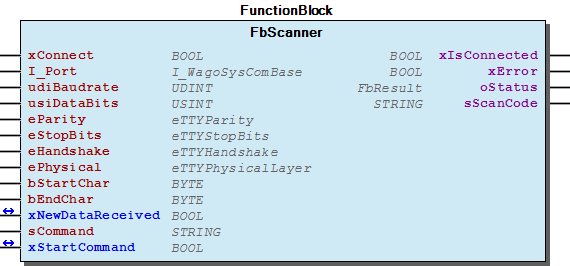 FunctionBlock
FbScanner
xConnect BOOL BOOL xIsConnected
I_Port I_WagoSysComBase BOOL xError
udiBaudrate UDINT FbResult oStatus
usiDataBits USINT STRING sScanCode
eParity eTTYParity
eStopBits eTTYStopBits
eHandshake eTTYHandshake
ePhysical eTTYPhysicalLayer
bStartChar BYTE
bEndChar BYTE
xNewDataReceived BOOL
sCommand STRING
xStartCommand BOOL